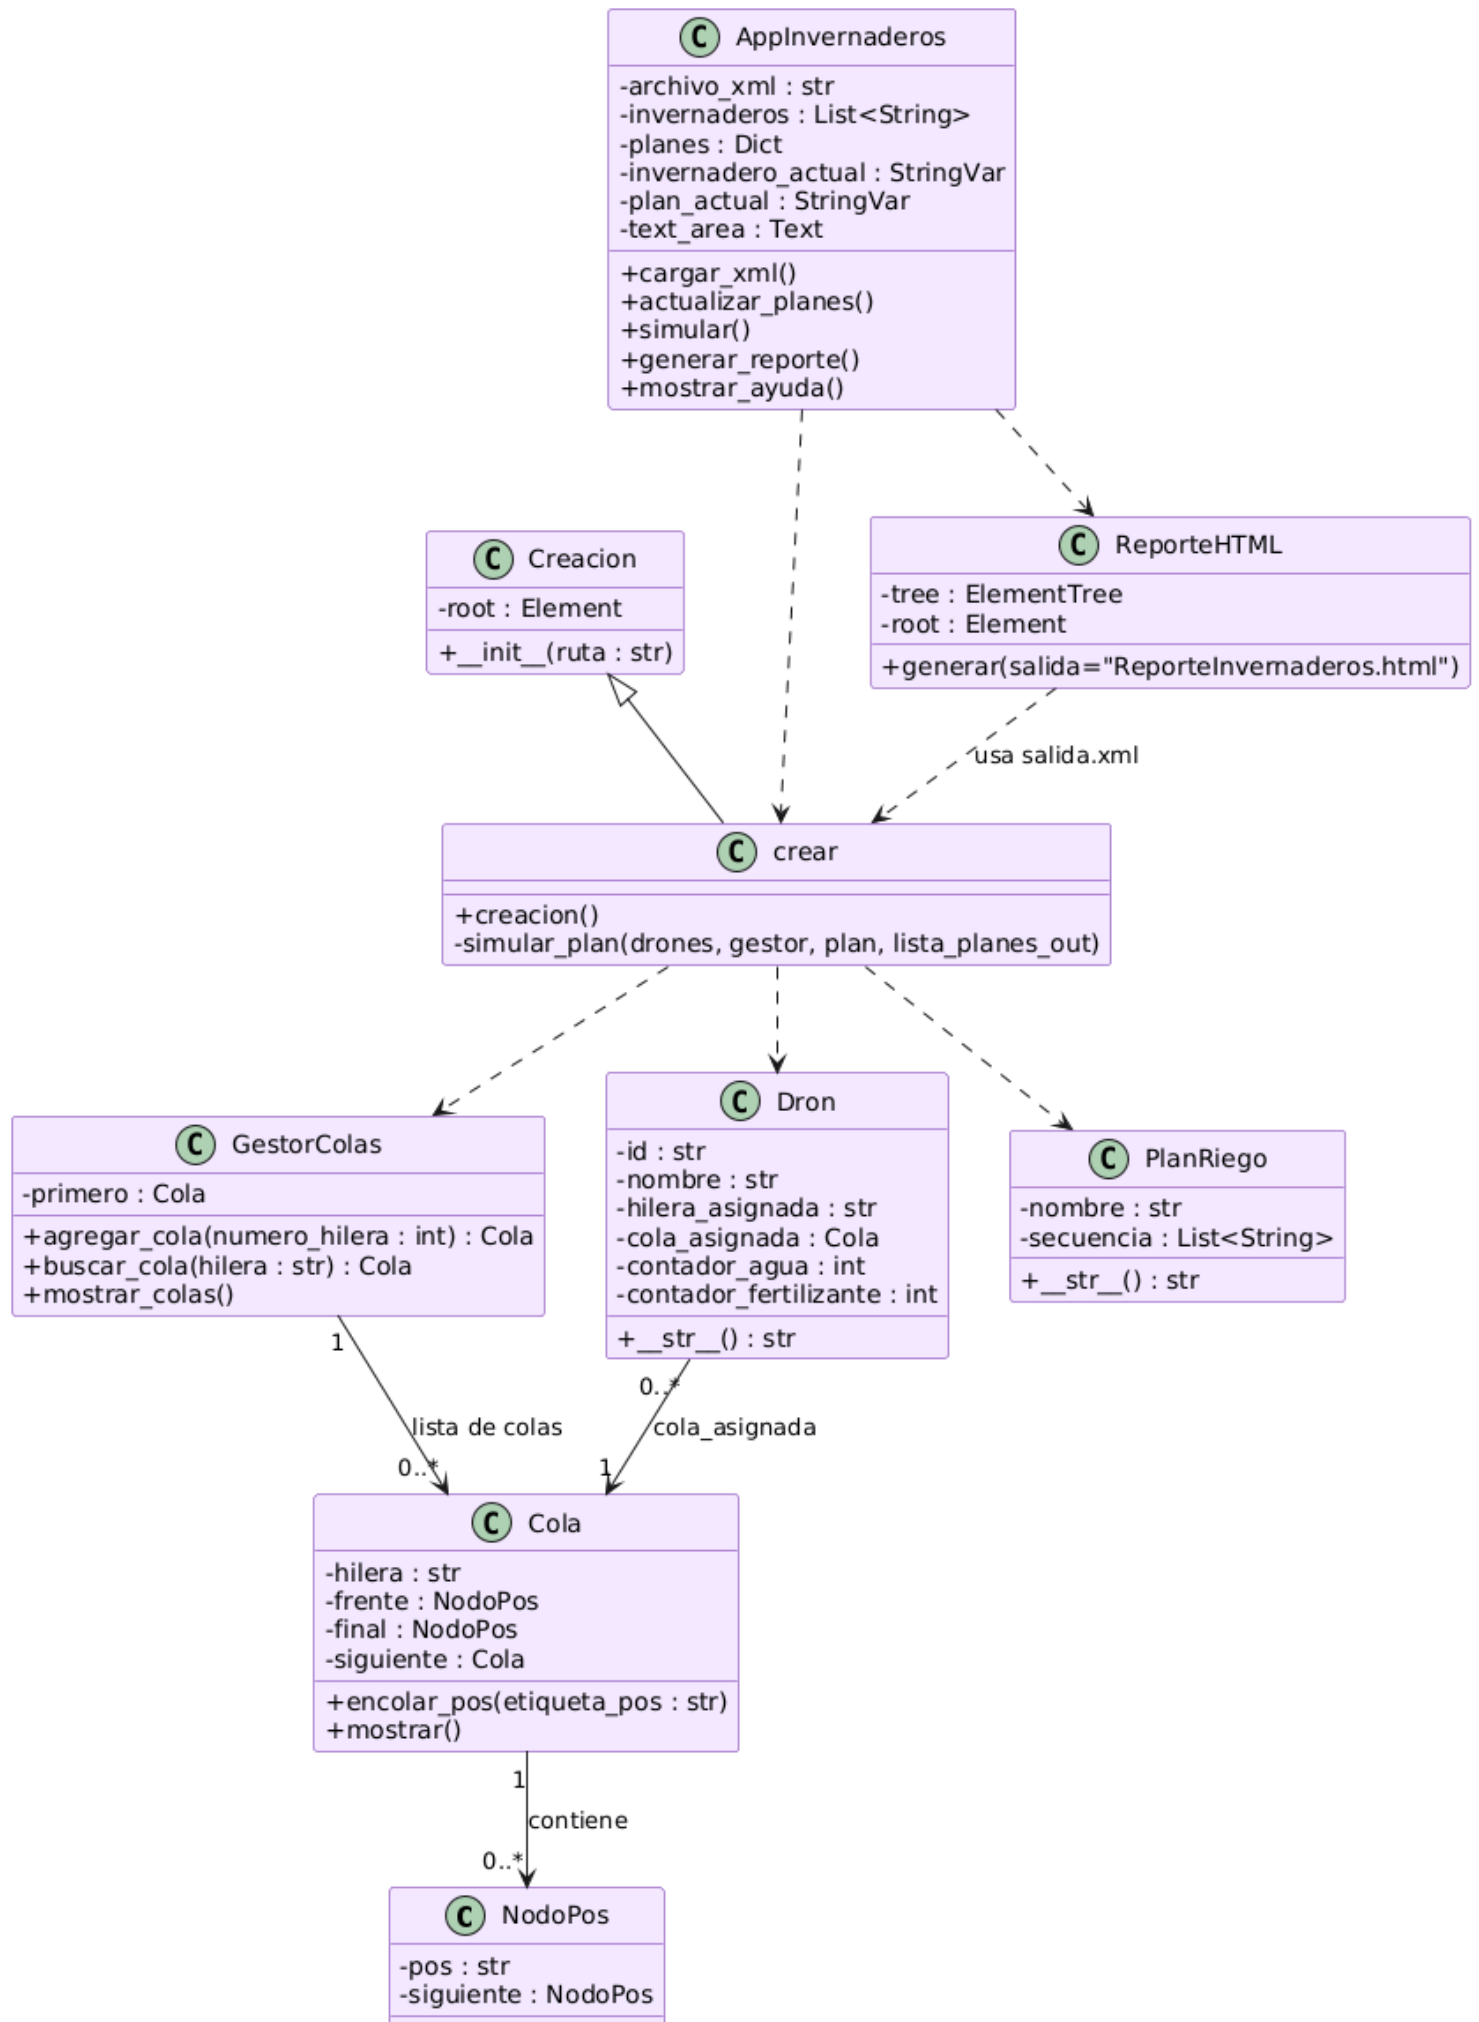 C AppInvernaderos
-archivo_xml : str
-invernaderos : List<String>
-planes : Dict
-invernadero_actual : StringVar
-plan_actual : StringVar
-text_area : Text
+cargar_xml()
+actualizar_planes()
+simular()
+generar_reporte()
+mostrar_ayuda()
C Creacion
-root : Element
+__init__(ruta : str)
C ReporteHTML
-tree : ElementTree
-root : Element
+generar(salida="ReporteInvernaderos.html")
usa salida.xml
C crear
+creacion()
-simular_plan(drones, gestor, plan, lista_planes_out)
C GestorColas
-primero : Cola
+agregar_cola(numero_hilera : int) : Cola
+buscar_cola(hilera : str) : Cola
+mostrar_colas()
C Dron
-id : str
-nombre : str
-hilera_asignada : str
-cola_asignada : Cola
-contador_agua : int
-contador_fertilizante : int
+__str__() : str
C PlanRiego
-nombre : str
-secuencia : List<String>
+__str__() : str
1
lista de colas
0..*
0..*
cola_asignada
1
C Cola
-hilera : str
-frente : NodoPos
-final : NodoPos
-siguiente : Cola
+encolar_pos(etiqueta_pos : str)
+mostrar()
1
contiene
0..*
C NodoPos
-pos : str
-siguiente : NodoPos